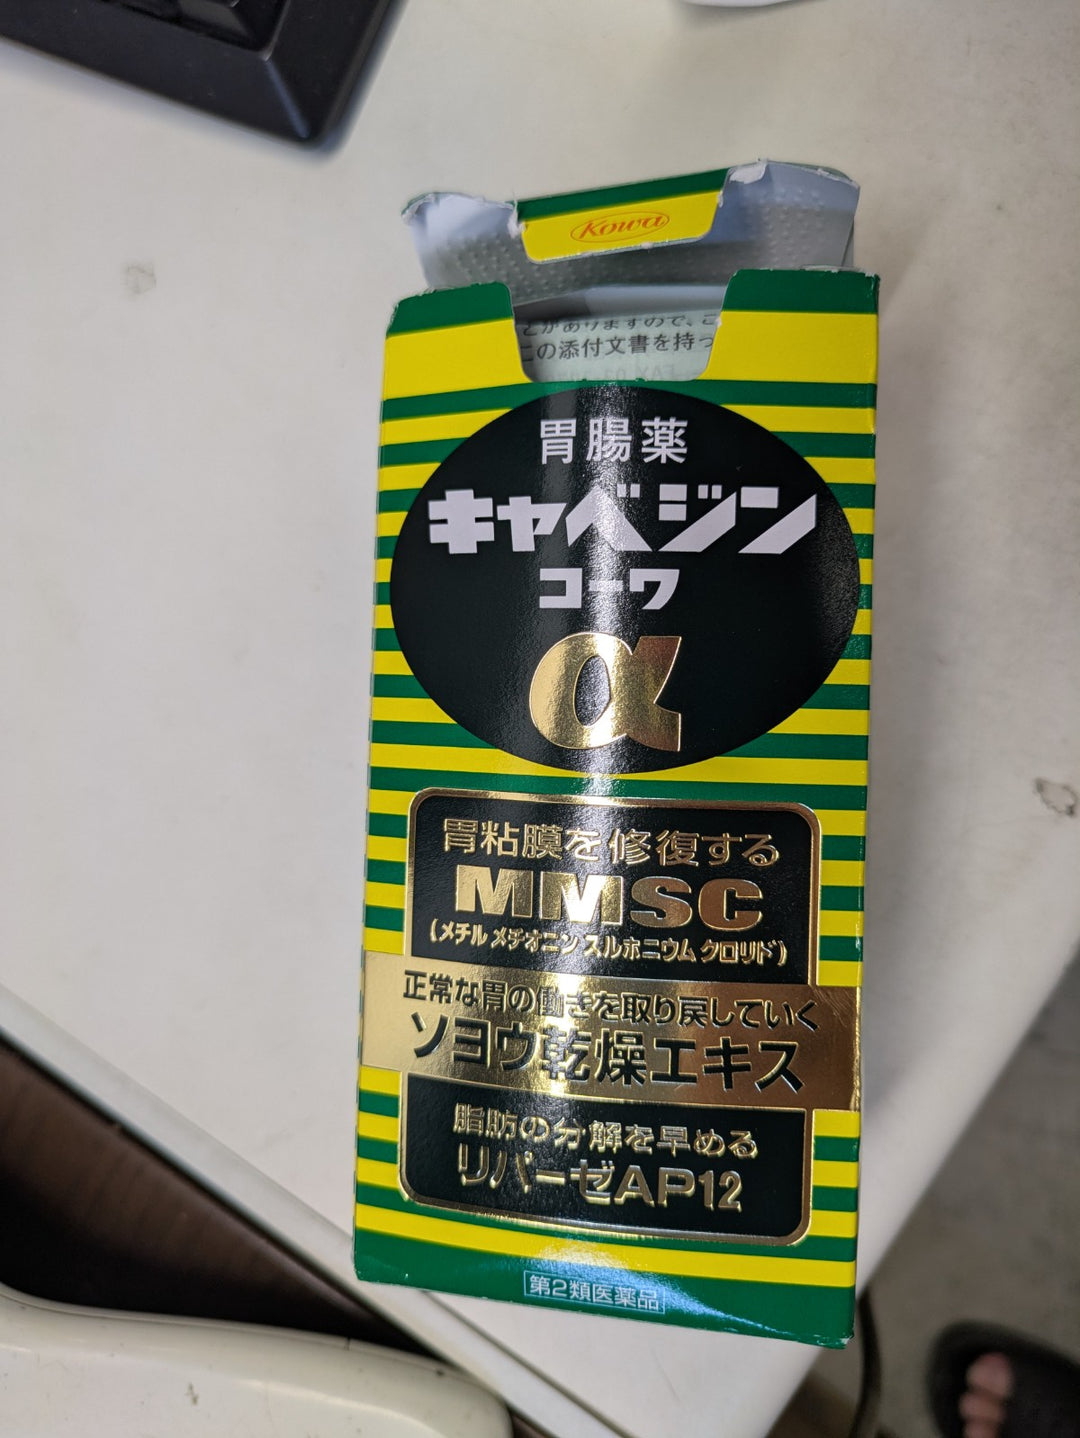 Kowa
とがありますので、こ
この添付文書を持っ
胃腸薬
キャベジン
コーワ
α
胃粘膜を修復する
MMSC
(メチルメチオニンスルホニウムクロリド)
正常な胃の働きを取り戻していく
ソヨウ乾燥エキス
脂肪の分解を早める
リパーゼAP12
第2類医薬品